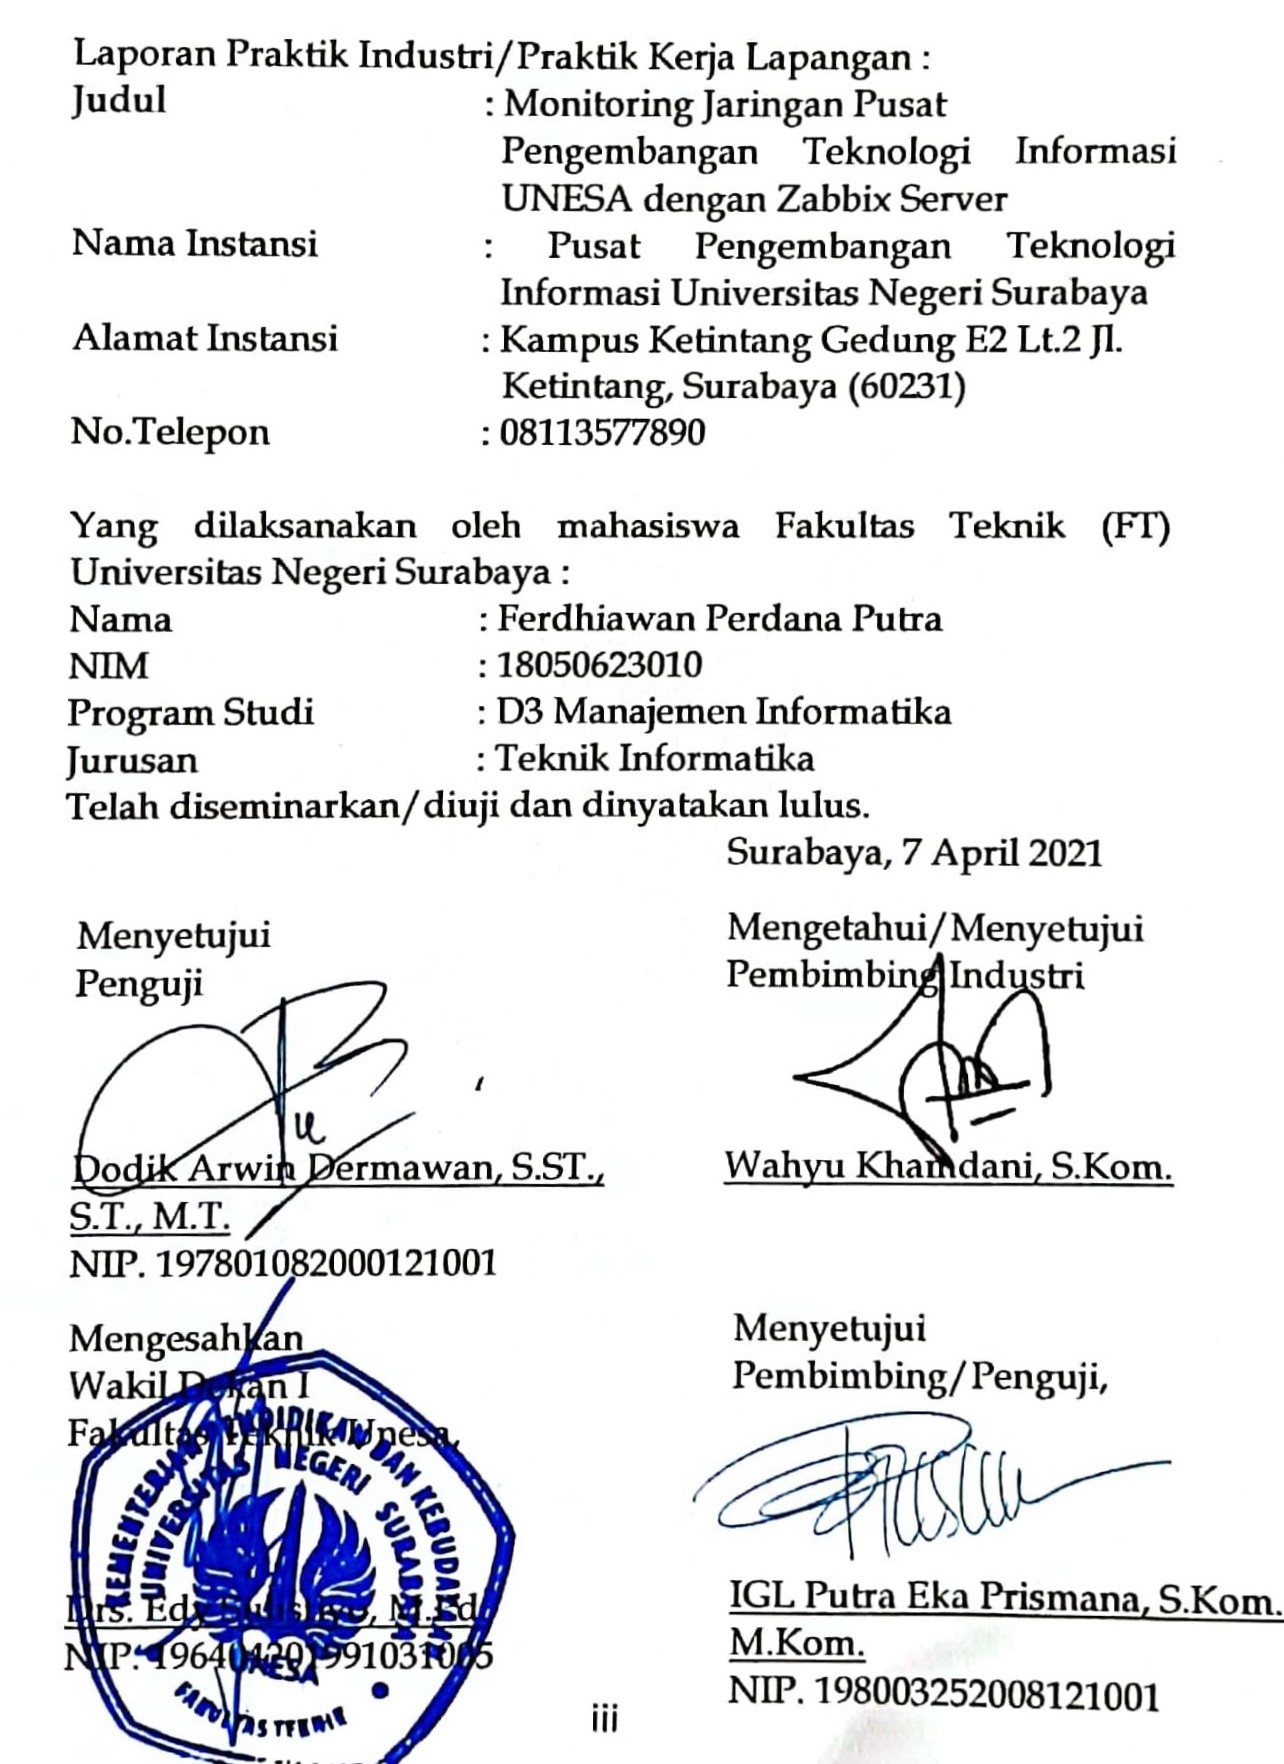 Laporan Praktik Industri/Praktik Kerja Lapangan :
Judul : Monitoring Jaringan Pusat
Pengembangan Teknologi Informasi
UNESA dengan Zabbix Server
Nama Instansi : Pusat Pengembangan Teknologi
Informasi Universitas Negeri Surabaya
Alamat Instansi : Kampus Ketintang Gedung E2 Lt.2 Jl.
Ketintang, Surabaya (60231)
No.Telepon : 08113577890
Yang dilaksanakan oleh mahasiswa Fakultas Teknik (FT)
Universitas Negeri Surabaya :
Nama : Ferdhiawan Perdana Putra
NIM : 18050623010
Program Studi : D3 Manajemen Informatika
Jurusan : Teknik Informatika
Telah diseminarkan/diuji dan dinyatakan lulus.
Surabaya, 7 April 2021
Menyetujui
Penguji
Dodik Arwin Dermawan, S.ST.,
S.T., M.T.
NIP. 197801082000121001
Mengetahui/Menyetujui
Pembimbing Industri
Wahyu Khamdani, S.Kom.
Mengesahkan
Wakil Dekan I
Fakultas Teknik Unesa,
KEMENTERIAN PENDIDIKAN DAN KEBUDAYAAN
UNIVERSITAS NEGERI SURABAYA
UNESA
FAKULTAS TEKNIK
Drs. Edy Sulistiyo, M.Pd
NIP. 196404201991031005
Menyetujui
Pembimbing/Penguji,
IGL Putra Eka Prismana, S.Kom.
M.Kom.
NIP. 198003252008121001
iii